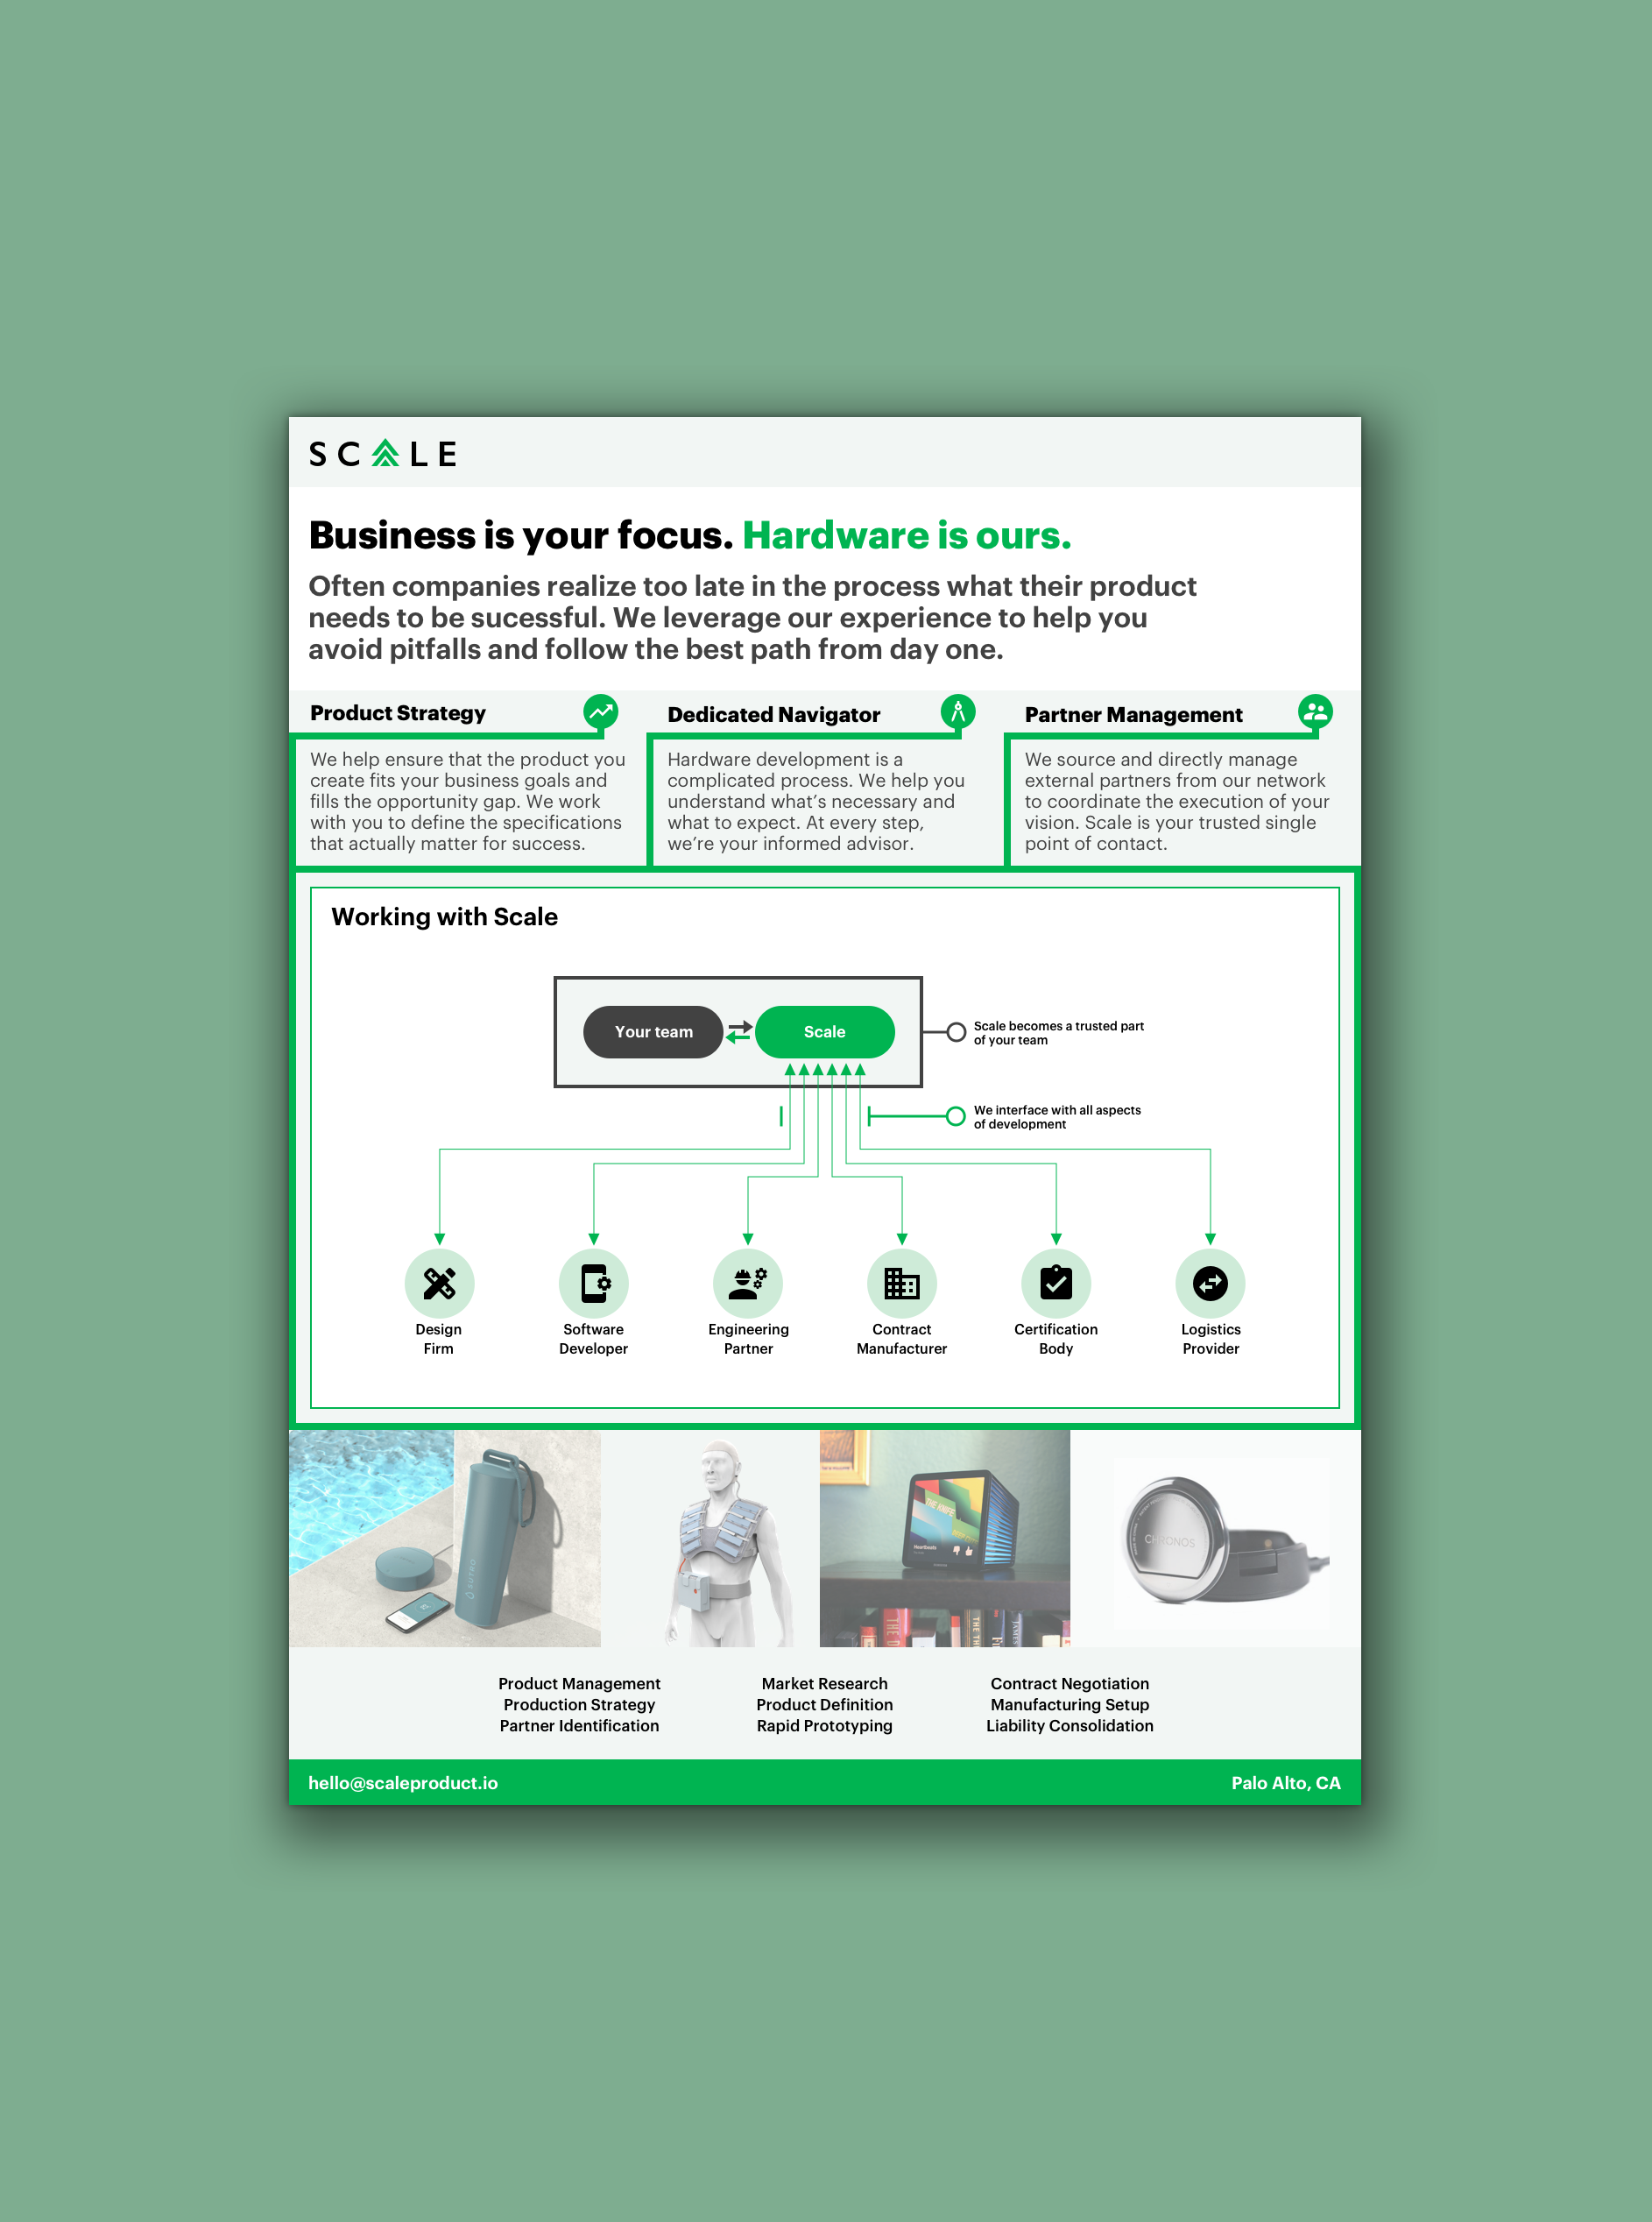 SCALE
Business is your focus. Hardware is ours.
Often companies realize too late in the process what their product
needs to be sucessful. We leverage our experience to help you
avoid pitfalls and follow the best path from day one.
Product Strategy
We help ensure that the product you
create fits your business goals and
fills the opportunity gap. We work
with you to define the specifications
that actually matter for success.
Dedicated Navigator
Hardware development is a
complicated process. We help you
understand what's necessary and
what to expect. At every step,
we're your informed advisor.
Partner Management
We source and directly manage
external partners from our network
to coordinate the execution of your
vision. Scale is your trusted single
point of contact.
Working with Scale
Your team
Scale
Scale becomes a trusted part
of your team
We interface with all aspects
of development
Design
Firm
Software
Developer
Engineering
Partner
Contract
Manufacturer
Certification
Body
Logistics
Provider
THE KNIFE
DEEP CUTS
Heartbeats
CHRONOS
Product Management
Production Strategy
Partner Identification
Market Research
Product Definition
Rapid Prototyping
Contract Negotiation
Manufacturing Setup
Liability Consolidation
hello@scaleproduct.io
Palo Alto, CA